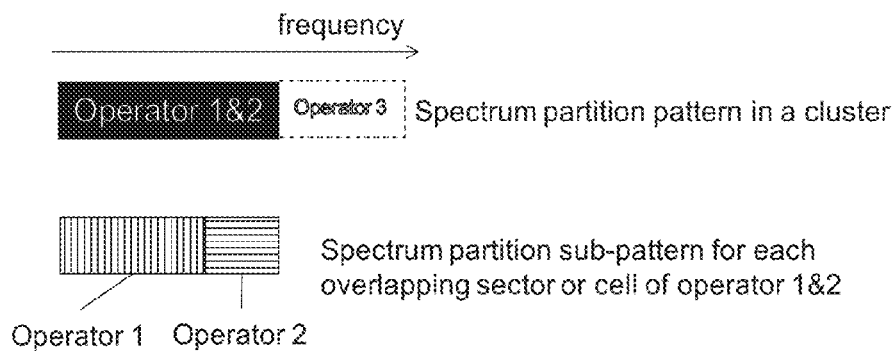 frequency
Operator 1&2 Operator 3 Spectrum partition pattern in a cluster
Spectrum partition sub-pattern for each
overlapping sector or cell of operator 1&2
Operator 1 Operator 2